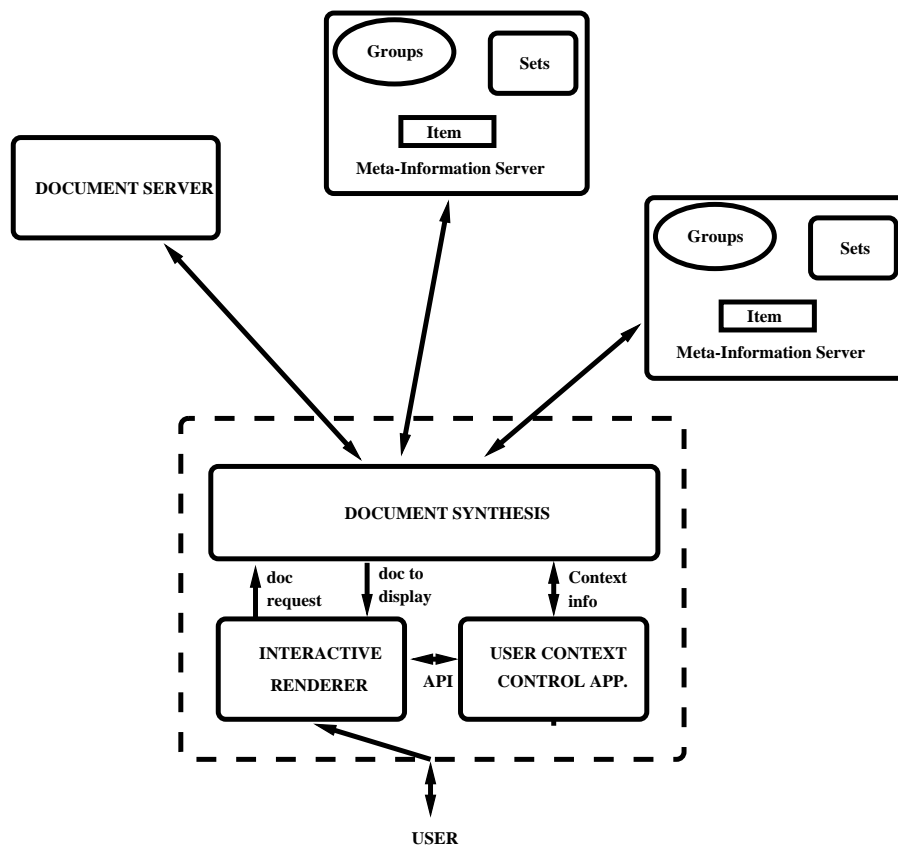 Groups
Sets
Item
Meta-Information Server
DOCUMENT SERVER
Groups
Sets
Item
Meta-Information Server
DOCUMENT SYNTHESIS
doc
request
doc to
display
Context
info
INTERACTIVE
RENDERER
API
USER CONTEXT
CONTROL APP.
USER